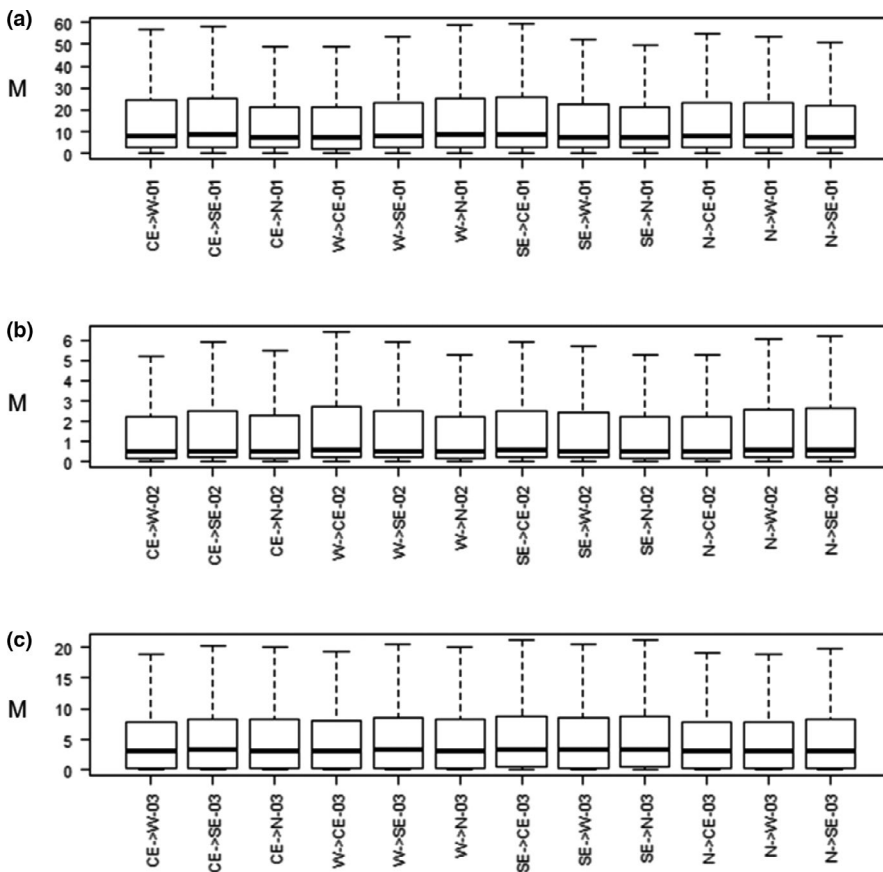 (a)
M
60
50
40
30
20
10
0
CE->W-01
CE->SE-01
CE->N-01
W->CE-01
W->SE-01
W->N-01
SE->CE-01
SE->W-01
SE->N-01
N->CE-01
N->W-01
N->SE-01
(b)
M
6
5
4
3
2
1
0
CE->W-02
CE->SE-02
CE->N-02
W->CE-02
W->SE-02
W->N-02
SE->CE-02
SE->W-02
SE->N-02
N->CE-02
N->W-02
N->SE-02
(c)
M
20
15
10
5
0
CE->W-03
CE->SE-03
CE->N-03
W->CE-03
W->SE-03
W->N-03
SE->CE-03
SE->W-03
SE->N-03
N->CE-03
N->W-03
N->SE-03